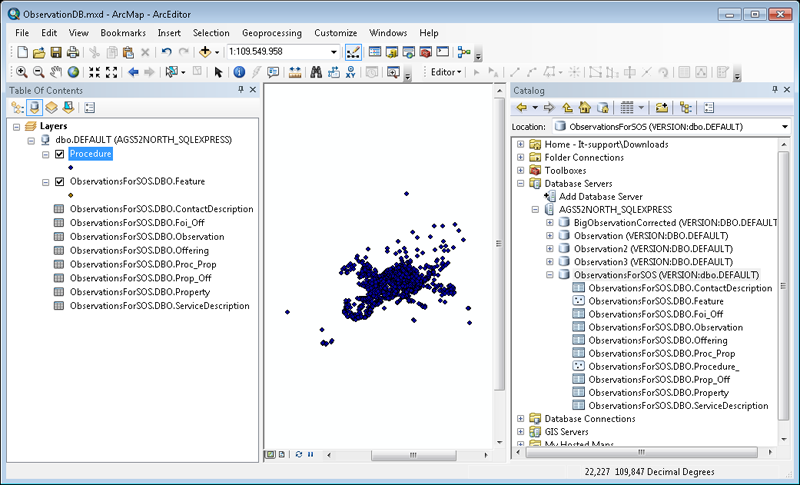 ObservationDB.mxd - ArcMap - ArcEditor
File Edit View Bookmarks Insert Selection Geoprocessing Customize Windows Help
1:109.549.958
Editor
Table Of Contents
Layers
dbo.DEFAULT (AGS52NORTH_SQLEXPRESS)
Procedure
ObservationsForSOS.DBO.Feature
ObservationsForSOS.DBO.ContactDescription
ObservationsForSOS.DBO.Foi_Off
ObservationsForSOS.DBO.Observation
ObservationsForSOS.DBO.Offering
ObservationsForSOS.DBO.Proc_Prop
ObservationsForSOS.DBO.Prop_Off
ObservationsForSOS.DBO.Property
ObservationsForSOS.DBO.ServiceDescription
Catalog
Location: ObservationsForSOS (VERSION:dbo.DEFAULT)
Home - It-support\Downloads
Folder Connections
Toolboxes
Database Servers
Add Database Server
AGS52NORTH_SQLEXPRESS
BigObservationCorrected (VERSION:DBO.DEFAULT
Observation (VERSION:DBO.DEFAULT)
Observation2 (VERSION:DBO.DEFAULT)
Observation3 (VERSION:DBO.DEFAULT)
ObservationsForSOS (VERSION:dbo.DEFAULT)
ObservationsForSOS.DBO.ContactDescription
ObservationsForSOS.DBO.Feature
ObservationsForSOS.DBO.Foi_Off
ObservationsForSOS.DBO.Observation
ObservationsForSOS.DBO.Offering
ObservationsForSOS.DBO.Proc_Prop
ObservationsForSOS.DBO.Procedure_
ObservationsForSOS.DBO.Prop_Off
ObservationsForSOS.DBO.Property
ObservationsForSOS.DBO.ServiceDescription
Database Connections
GIS Servers
My Hosted Maps
22,227 109,847 Decimal Degrees